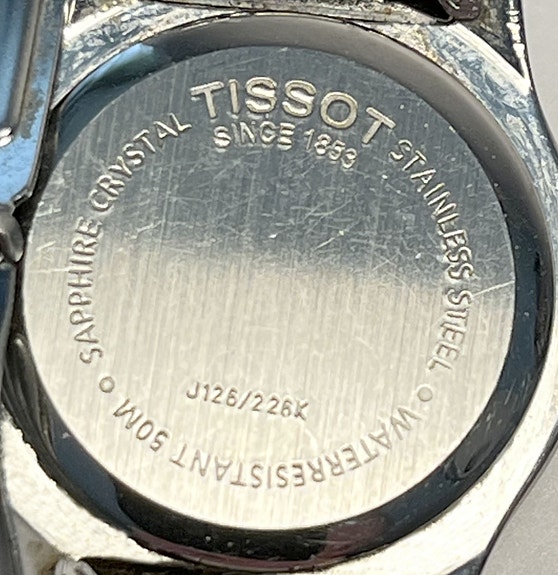 TISSOT
SINCE 1853
STAINLESS STEEL
WATERRESISTANT 50M
SAPPHIRE CRYSTAL
J126/226K